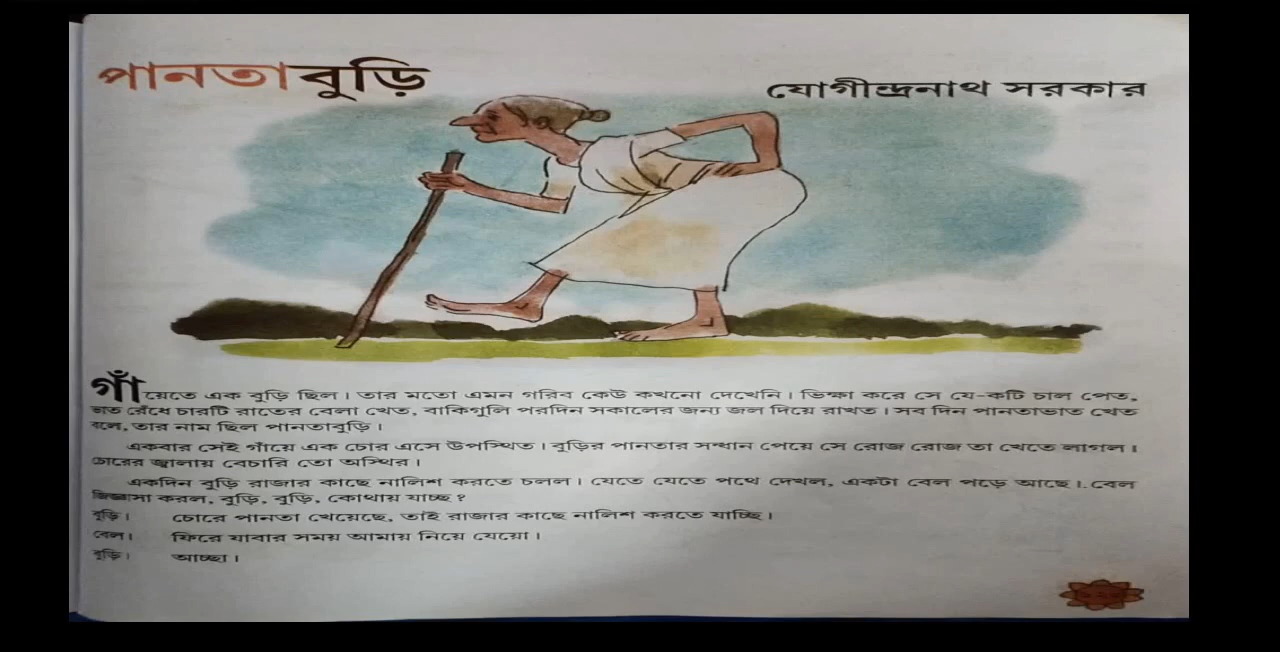 পানতাবুড়ি
যোগীন্দ্রনাথ সরকার
গাঁয়েতে এক বুড়ি ছিল। তার মতো এমন গরিব কেউ কখনো দেখেনি। ভিক্ষা করে সে যে-কটি চাল পেত,
ভাত রেঁধে চারটি রাতের বেলা খেত, বাকিগুলি পরদিন সকালের জন্য জল দিয়ে রাখত। সব দিন পানতাভাত খেত
বলে, তার নাম ছিল পানতাবুড়ি।
একবার সেই গাঁয়ে এক চোর এসে উপস্থিত। বুড়ির পানতার সন্ধান পেয়ে সে রোজ রোজ তা খেতে লাগল।
চোরের জ্বালায় বেচারি তো অস্থির।
একদিন বুড়ি রাজার কাছে নালিশ করতে চলল। যেতে যেতে পথে দেখল, একটা বেল পড়ে আছে। বেল
জিজ্ঞাসা করল, বুড়ি, বুড়ি, কোথায় যাচ্ছ?
বুড়ি। চোরে পানতা খেয়েছে, তাই রাজার কাছে নালিশ করতে যাচ্ছি।
বেল। ফিরে যাবার সময় আমায় নিয়ে যেয়ো।
বুড়ি। আচ্ছা।